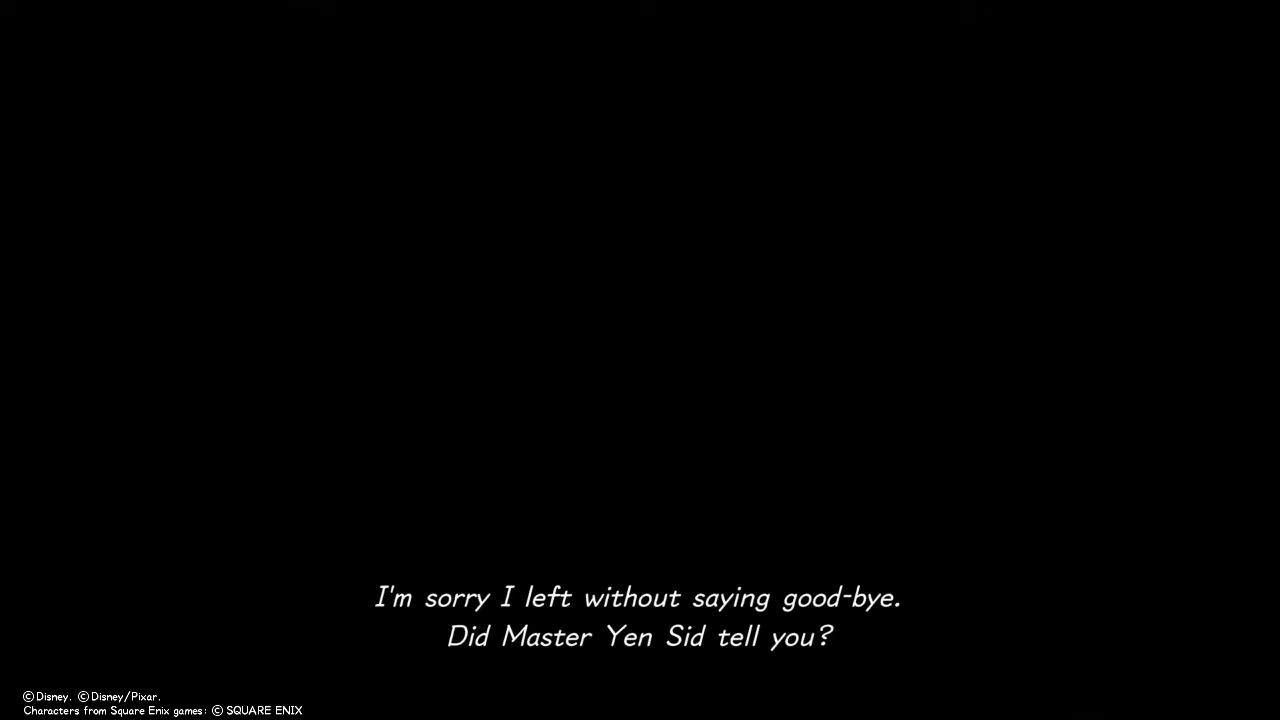 I'm sorry I left without saying good-bye.
Did Master Yen Sid tell you?
©Disney. ©Disney/Pixar.
Characters from Square Enix games: © SQUARE ENIX